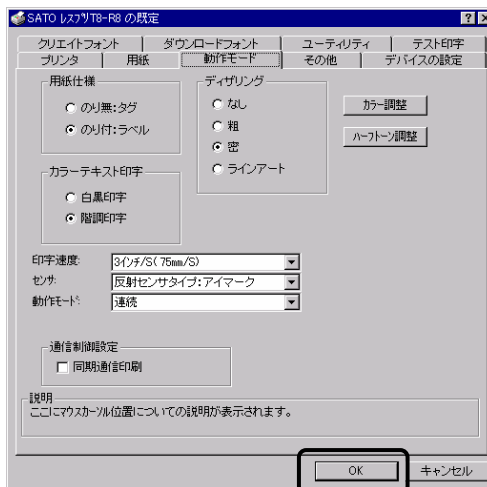 SATO ﾚｽﾌﾟﾘT8-R8 の既定
クリエイトフォント
ダウンロードフォント
ユーティリティ
テスト印字
プリンタ
用紙
動作モード
その他
デバイスの設定
用紙仕様
のり無:タグ
のり付:ラベル
ディザリング
なし
粗
密
ラインアート
カラー調整
ハーフトーン調整
カラーテキスト印字
白黒印字
階調印字
印字速度:
3インチ/S( 75mm/S)
センサ:
反射センサタイプ:アイマーク
動作モード:
連続
通信制御設定
同期通信印刷
説明
ここにマウスカーソル位置についての説明が表示されます。
OK
キャンセル